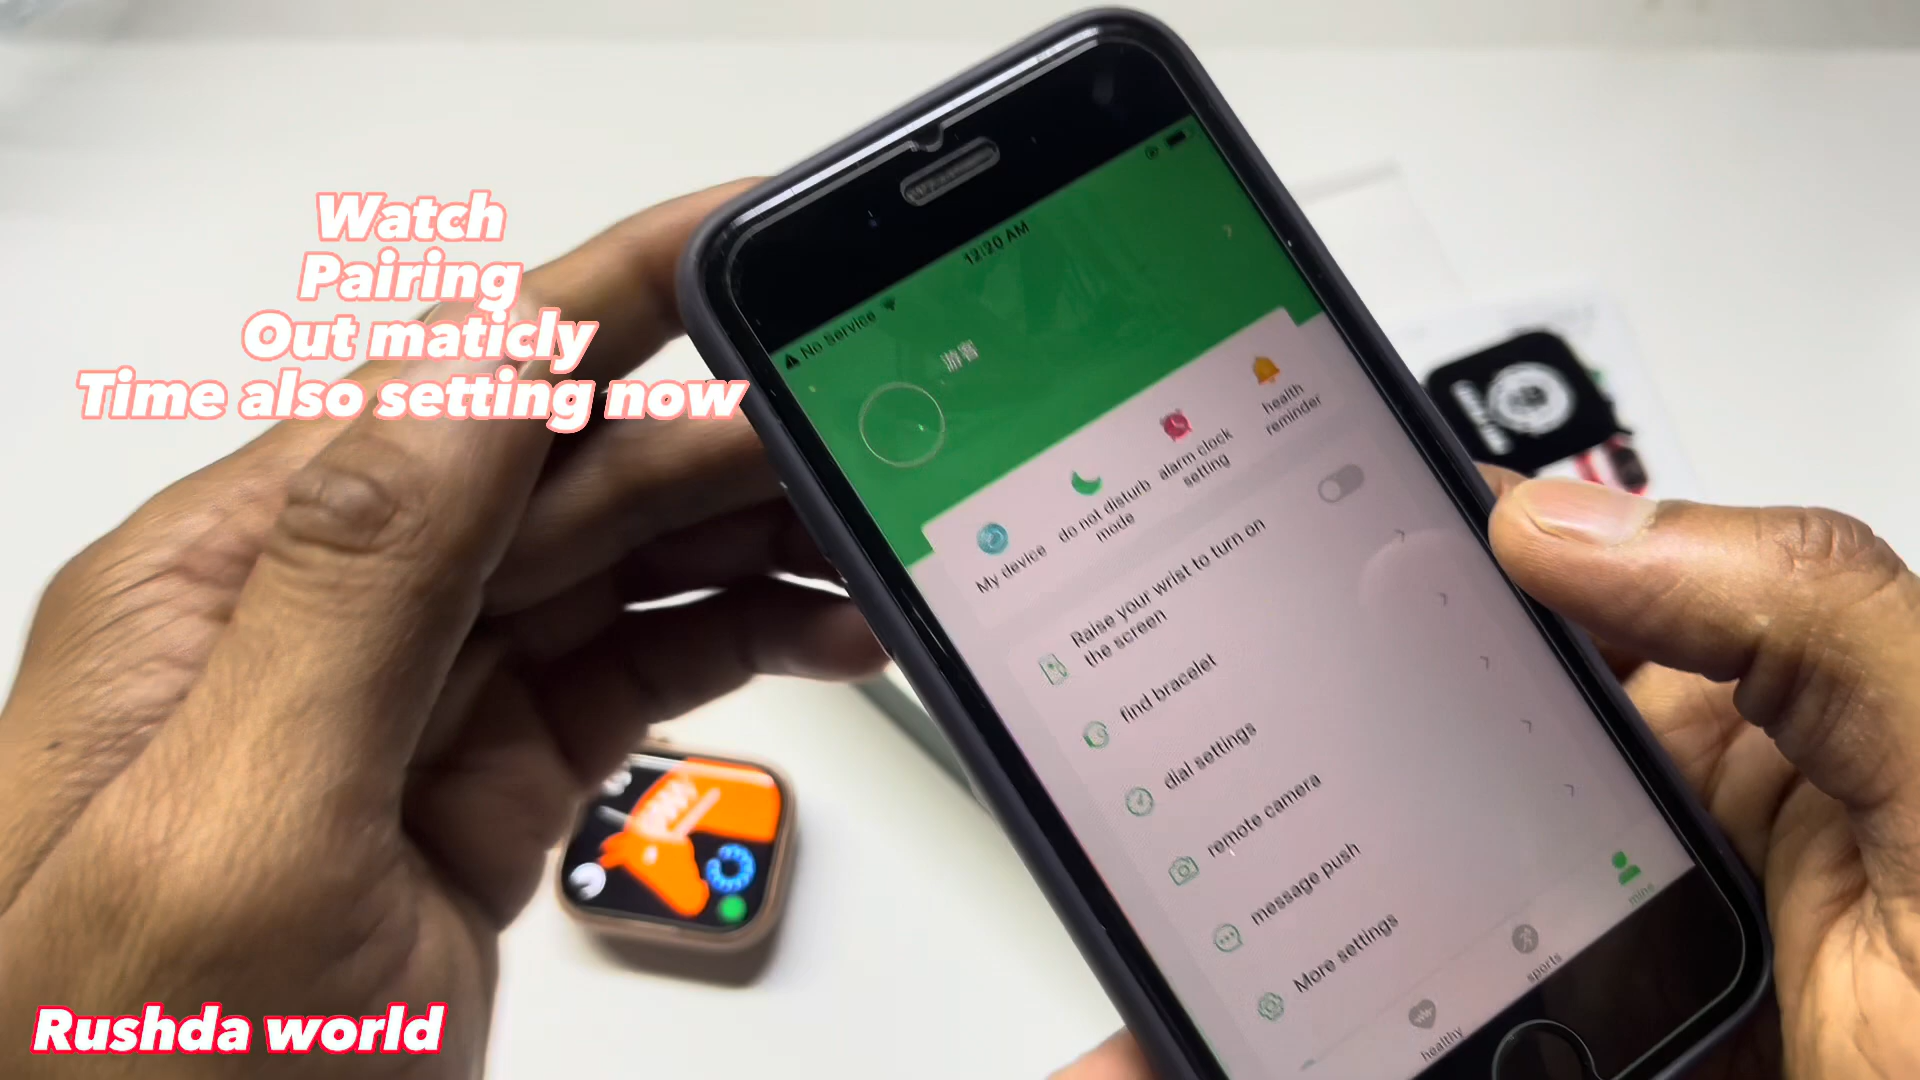 Watch
Pairing
Out maticly
Time also setting now
No Service
12:20 AM
游客
My device
do not disturb
mode
alarm clock
setting
health
reminder
Raise your wrist to turn on
the screen
find bracelet
dial settings
remote camera
message push
More settings
healthy
sports
mine
Rushda world